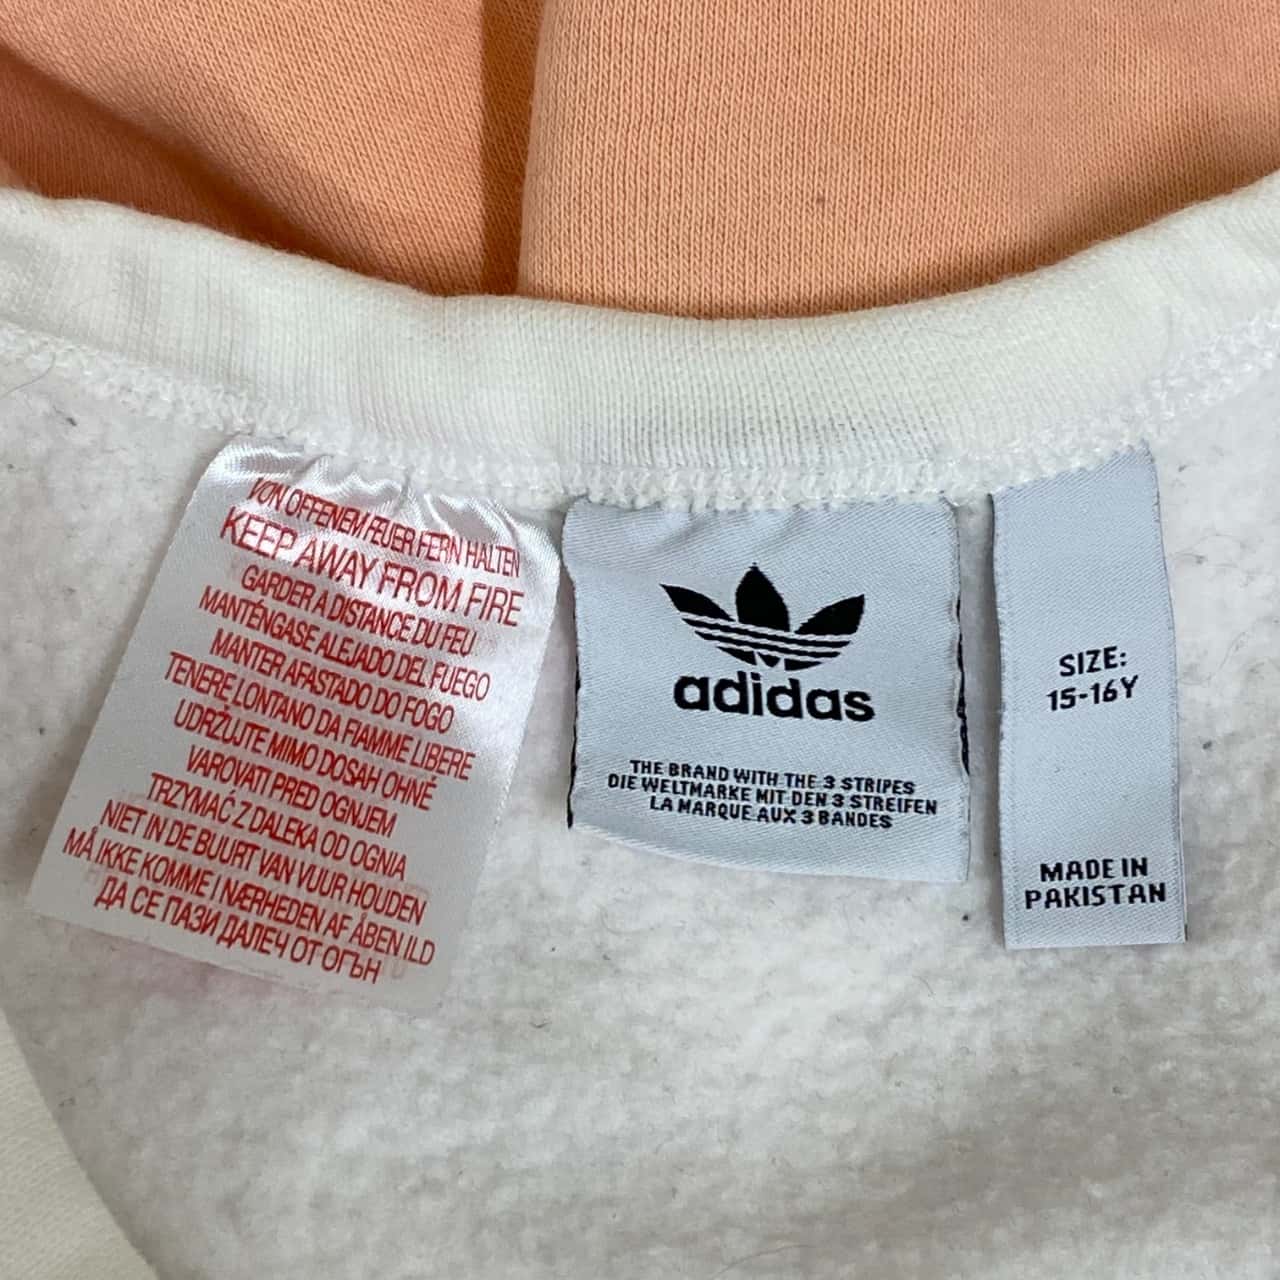 VON OFFENEM FEUER FERN HALTEN
KEEP AWAY FROM FIRE
GARDER A DISTANCE DU FEU
MANTÉNGASE ALEJADO DEL FUEGO
MANTER AFASTADO DO FOGO
TENERE LONTANO DA FIAMME LIBERE
UDRŽUJTE MIMO DOSAH OHNĚ
VAROVATI PRED OGNJEM
TRZYMAĆ Z DALEKA OD OGNIA
NIET IN DE BUURT VAN VUUR HOUDEN
MÅ IKKE KOMME I NÆRHEDEN AF ÅBEN ILD
ДА СЕ ПАЗИ ДАЛЕЧ ОТ ОГЪН
adidas
THE BRAND WITH THE 3 STRIPES
DIE WELTMARKE MIT DEN 3 STREIFEN
LA MARQUE AUX 3 BANDES
SIZE:
15-16Y
MADE IN
PAKISTAN